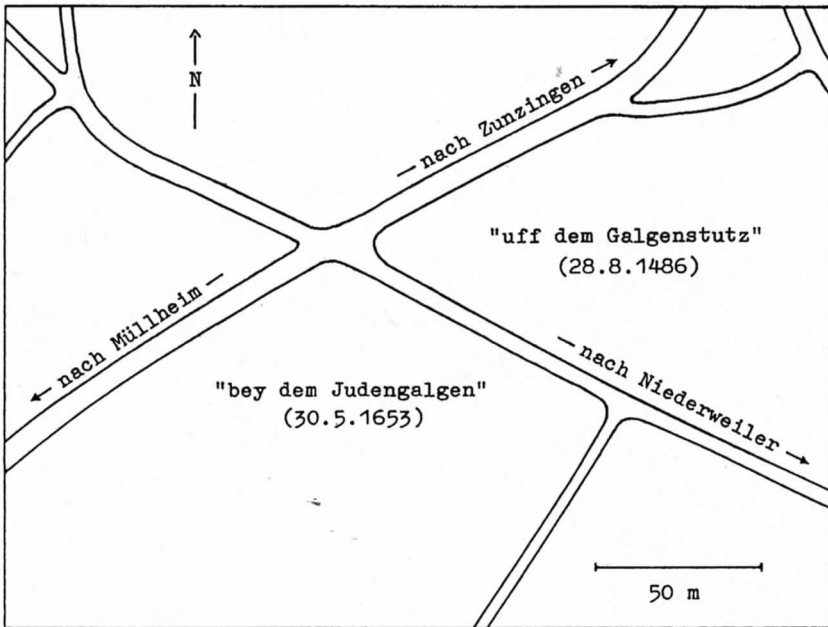 N
— nach Zunzingen →
"uff dem Galgenstutz"
(28.8.1486)
← nach Müllheim —
— nach Niederweiler →
"bey dem Judengalgen"
(30.5.1653)
50 m